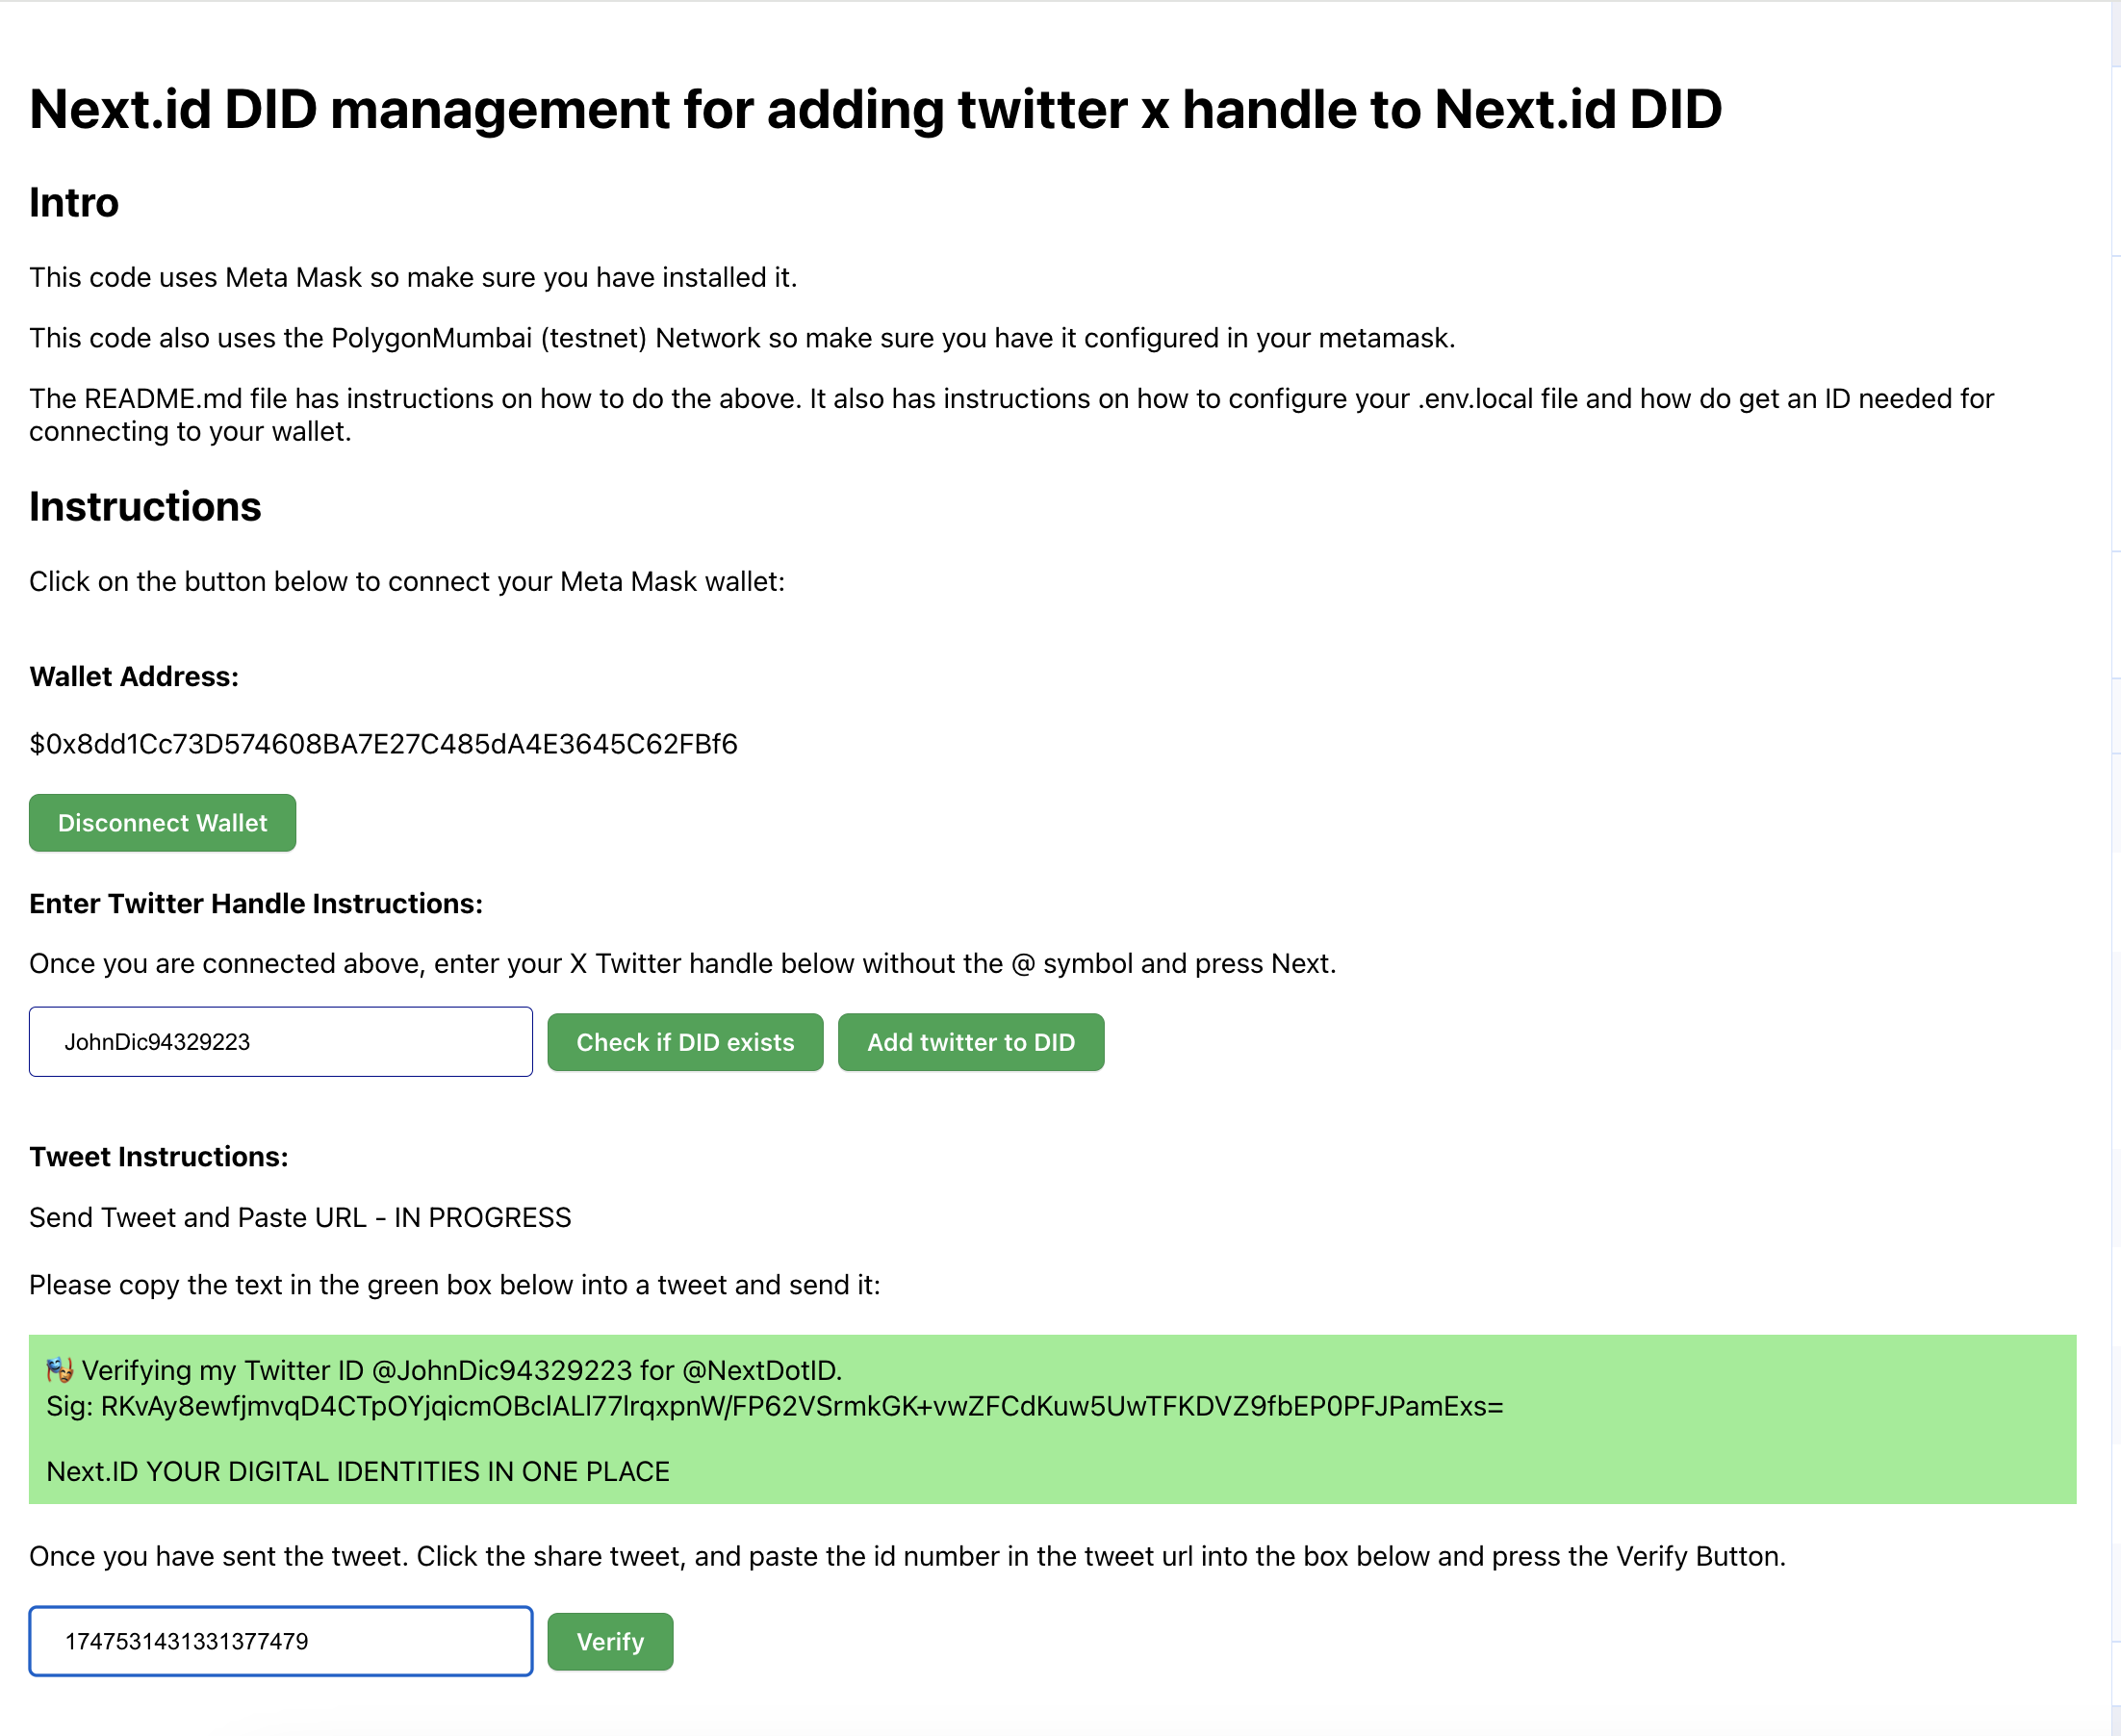 Next.id DID management for adding twitter x handle to Next.id DID
Intro
This code uses Meta Mask so make sure you have installed it.
This code also uses the PolygonMumbai (testnet) Network so make sure you have it configured in your metamask.
The README.md file has instructions on how to do the above. It also has instructions on how to configure your .env.local file and how do get an ID needed for
connecting to your wallet.
Instructions
Click on the button below to connect your Meta Mask wallet:
Wallet Address:
$0x8dd1Cc73D574608BA7E27C485dA4E3645C62FBf6
Disconnect Wallet
Enter Twitter Handle Instructions:
Once you are connected above, enter your X Twitter handle below without the @ symbol and press Next.
JohnDic94329223 Check if DID exists Add twitter to DID
Tweet Instructions:
Send Tweet and Paste URL - IN PROGRESS
Please copy the text in the green box below into a tweet and send it:
🎭 Verifying my Twitter ID @JohnDic94329223 for @NextDotID.
Sig: RKvAy8ewfjmvqD4CTpOYjqicmOBclALl77lrqxpnW/FP62VSrmkGK+vwZFCdKuw5UwTFKDVZ9fbEP0PFJPamExs=
Next.ID YOUR DIGITAL IDENTITIES IN ONE PLACE
Once you have sent the tweet. Click the share tweet, and paste the id number in the tweet url into the box below and press the Verify Button.
1747531431331377479 Verify